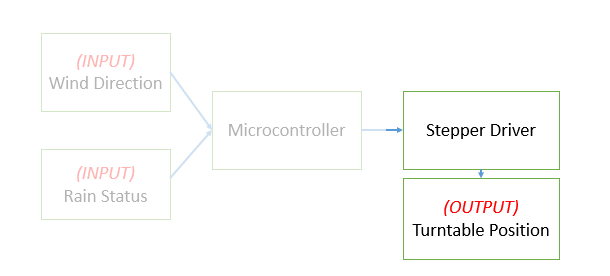 (INPUT)
Wind Direction
Microcontroller
Stepper Driver
(INPUT)
Rain Status
(OUTPUT)
Turntable Position